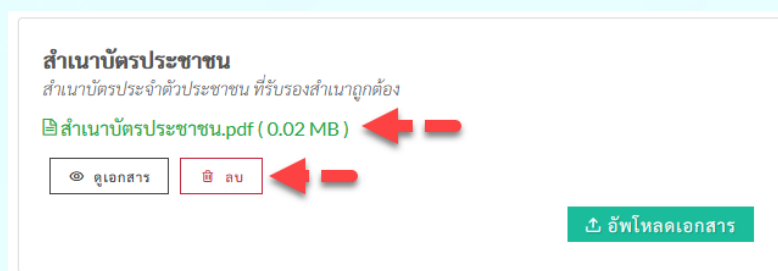 สำเนาบัตรประชาชน
สำเนาบัตรประจำตัวประชาชน ที่รับรองสำเนาถูกต้อง
สำเนาบัตรประชาชน.pdf ( 0.02 MB )
ดูเอกสาร ลบ
อัพโหลดเอกสาร